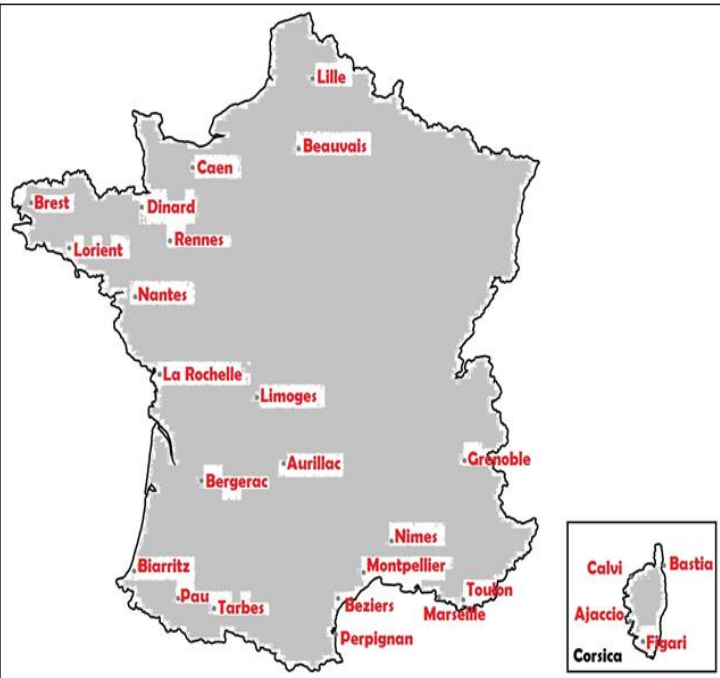 Lille
Beauvais
Caen
Brest
Dinard
Rennes
Lorient
Nantes
La Rochelle
Limoges
Aurillac
Grenoble
Bergerac
Nimes
Biarritz
Montpellier
Pau
Tarbes
Beziers
Toulon
Marseille
Perpignan
Calvi
Bastia
Ajaccio
Figari
Corsica